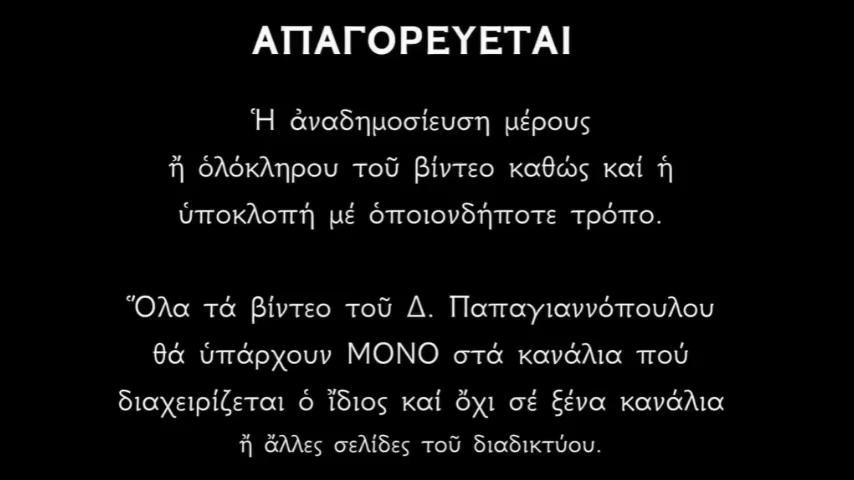 ΑΠΑΓΟΡΕΥΕΤΑΙ
Ἡ ἀναδημοσίευση μέρους
ἤ ὁλόκληρου τοῦ βίντεο καθώς καί ἡ
ὑποκλοπή μέ ὁποιονδήποτε τρόπο.
Ὅλα τά βίντεο τοῦ Δ. Παπαγιαννόπουλου
θά ὑπάρχουν ΜΟΝΟ στά κανάλια πού
διαχειρίζεται ὁ ἴδιος καί ὄχι σέ ξένα κανάλια
ἤ ἄλλες σελίδες τοῦ διαδικτύου.